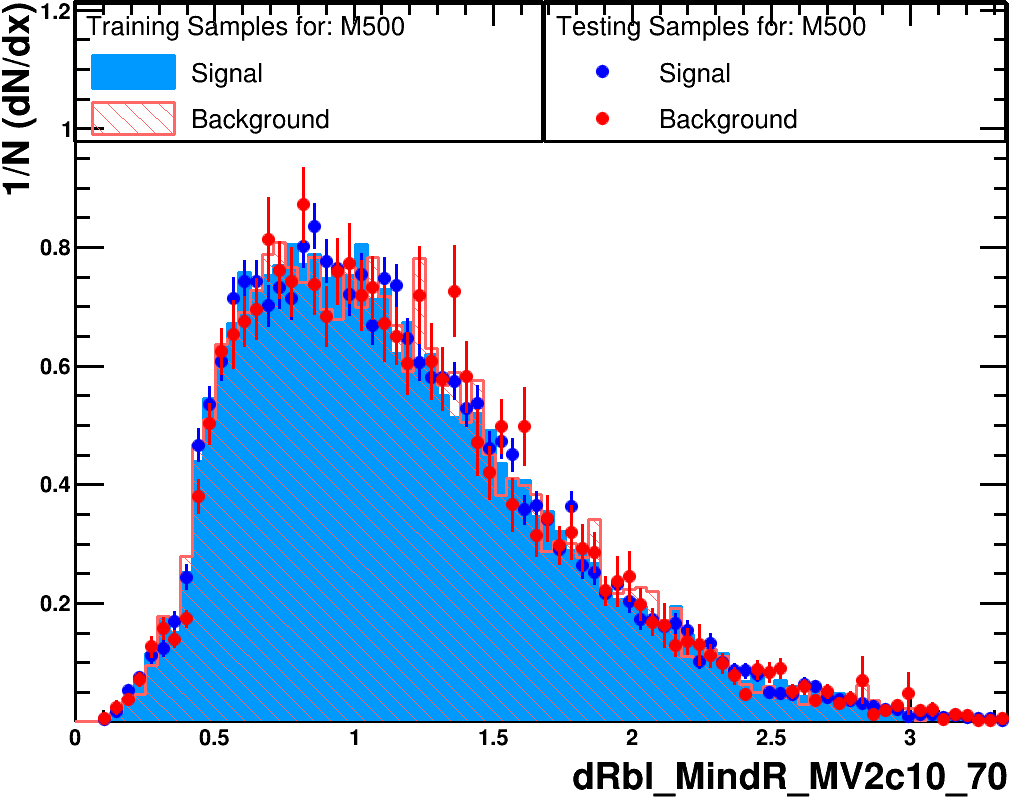 1/N (dN/dx)
Training Samples for: M500
Signal
Background
Testing Samples for: M500
Signal
Background
1.2
1
0.8
0.6
0.4
0.2
0 0.5 1 1.5 2 2.5 3
dRbl_MindR_MV2c10_70